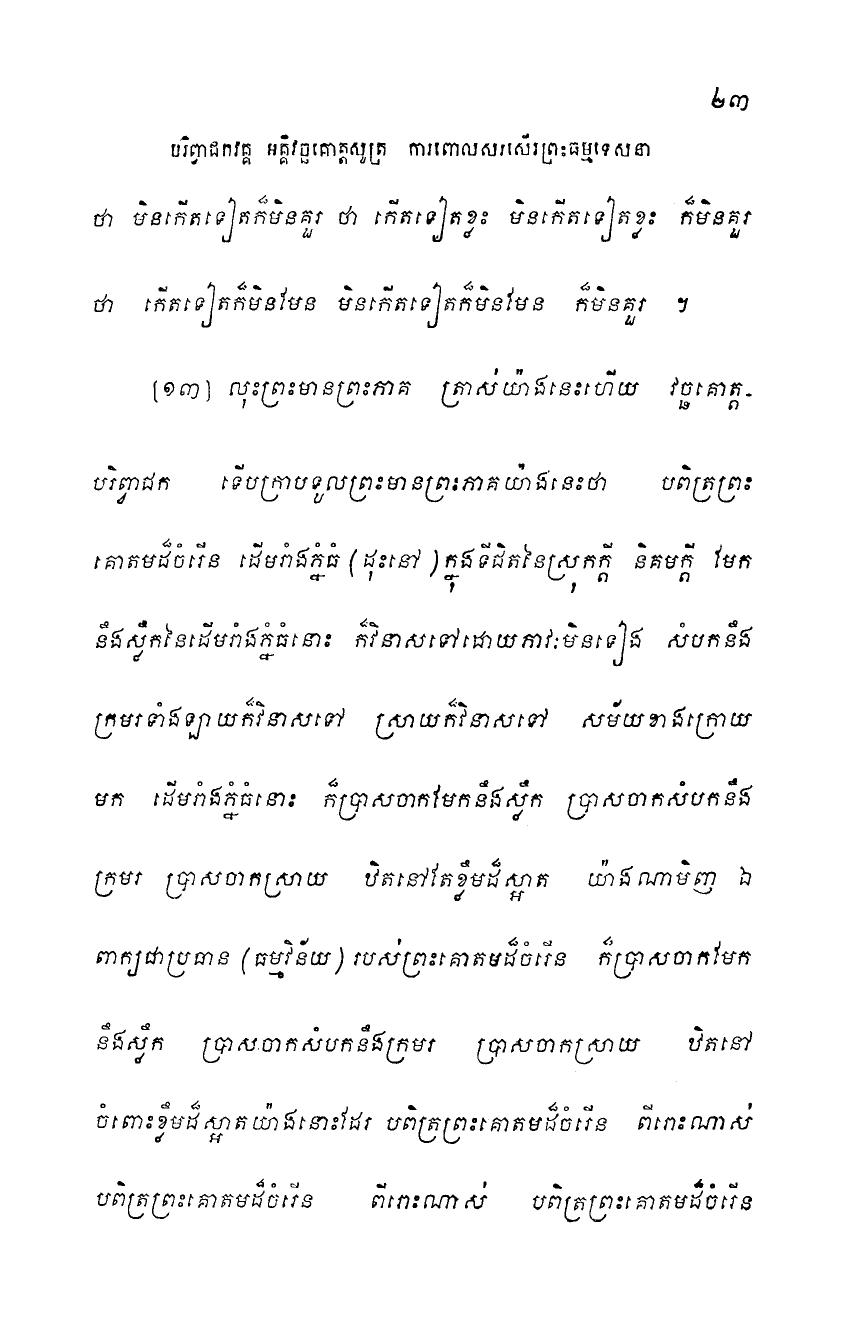 ២៣
បរិព្វាជកវគ្គ អគ្គិវច្ឆគោត្តសូត្រ ការពោលសរសើរព្រះធម្មទេសនា
ថា មិនកើតទៀតក៏មិនគួរ ថា កើតទៀតខ្លះ មិនកើតទៀតខ្លះ ក៏មិនគួរ
ថា កើតទៀតក៏មិនមែន មិនកើតទៀតក៏មិនមែន ក៏មិនគួរ ។
[១៣] លុះព្រះមានព្រះភាគ ត្រាស់យ៉ាងនេះហើយ វច្ឆគោត្ត-
បរិព្វាជក ទើបក្រាបទូលព្រះមានព្រះភាគយ៉ាងនេះថា បពិត្រព្រះ
គោតមដ៏ចំរើន ដើមរាំងភ្នំធំ (ដុះនៅ) ក្នុងទីជិតនៃស្រុកក្តី និគមក្តី មែក
នឹងស្លឹកនៃដើមរាំងភ្នំធំនោះ ក៏វិនាសទៅដោយភាវៈមិនទៀង សំបកនឹង
ក្រមរទាំងឡាយក៏វិនាសទៅ ស្រាយក៏វិនាសទៅ សម័យខាងក្រោយ
មក ដើមរាំងភ្នំធំនោះ ក៏ប្រាសចាកមែកនឹងស្លឹក ប្រាសចាកសំបកនឹង
ក្រមរ ប្រាសចាកស្រាយ ឋិតនៅតែខ្លឹមដ៏ស្អាត យ៉ាងណាមិញ ឯ
ពាក្យជាប្រធាន (ធម្មវិន័យ) របស់ព្រះគោតមដ៏ចំរើន ក៏ប្រាសចាកមែក
នឹងស្លឹក ប្រាសចាកសំបកនឹងក្រមរ ប្រាសចាកស្រាយ ឋិតនៅ
ចំពោះខ្លឹមដ៏ស្អាតយ៉ាងនោះដែរ បពិត្រព្រះគោតមដ៏ចំរើន ពីរោះណាស់
បពិត្រព្រះគោតមដ៏ចំរើន ពីរោះណាស់ បពិត្រព្រះគោតមដ៏ចំរើន